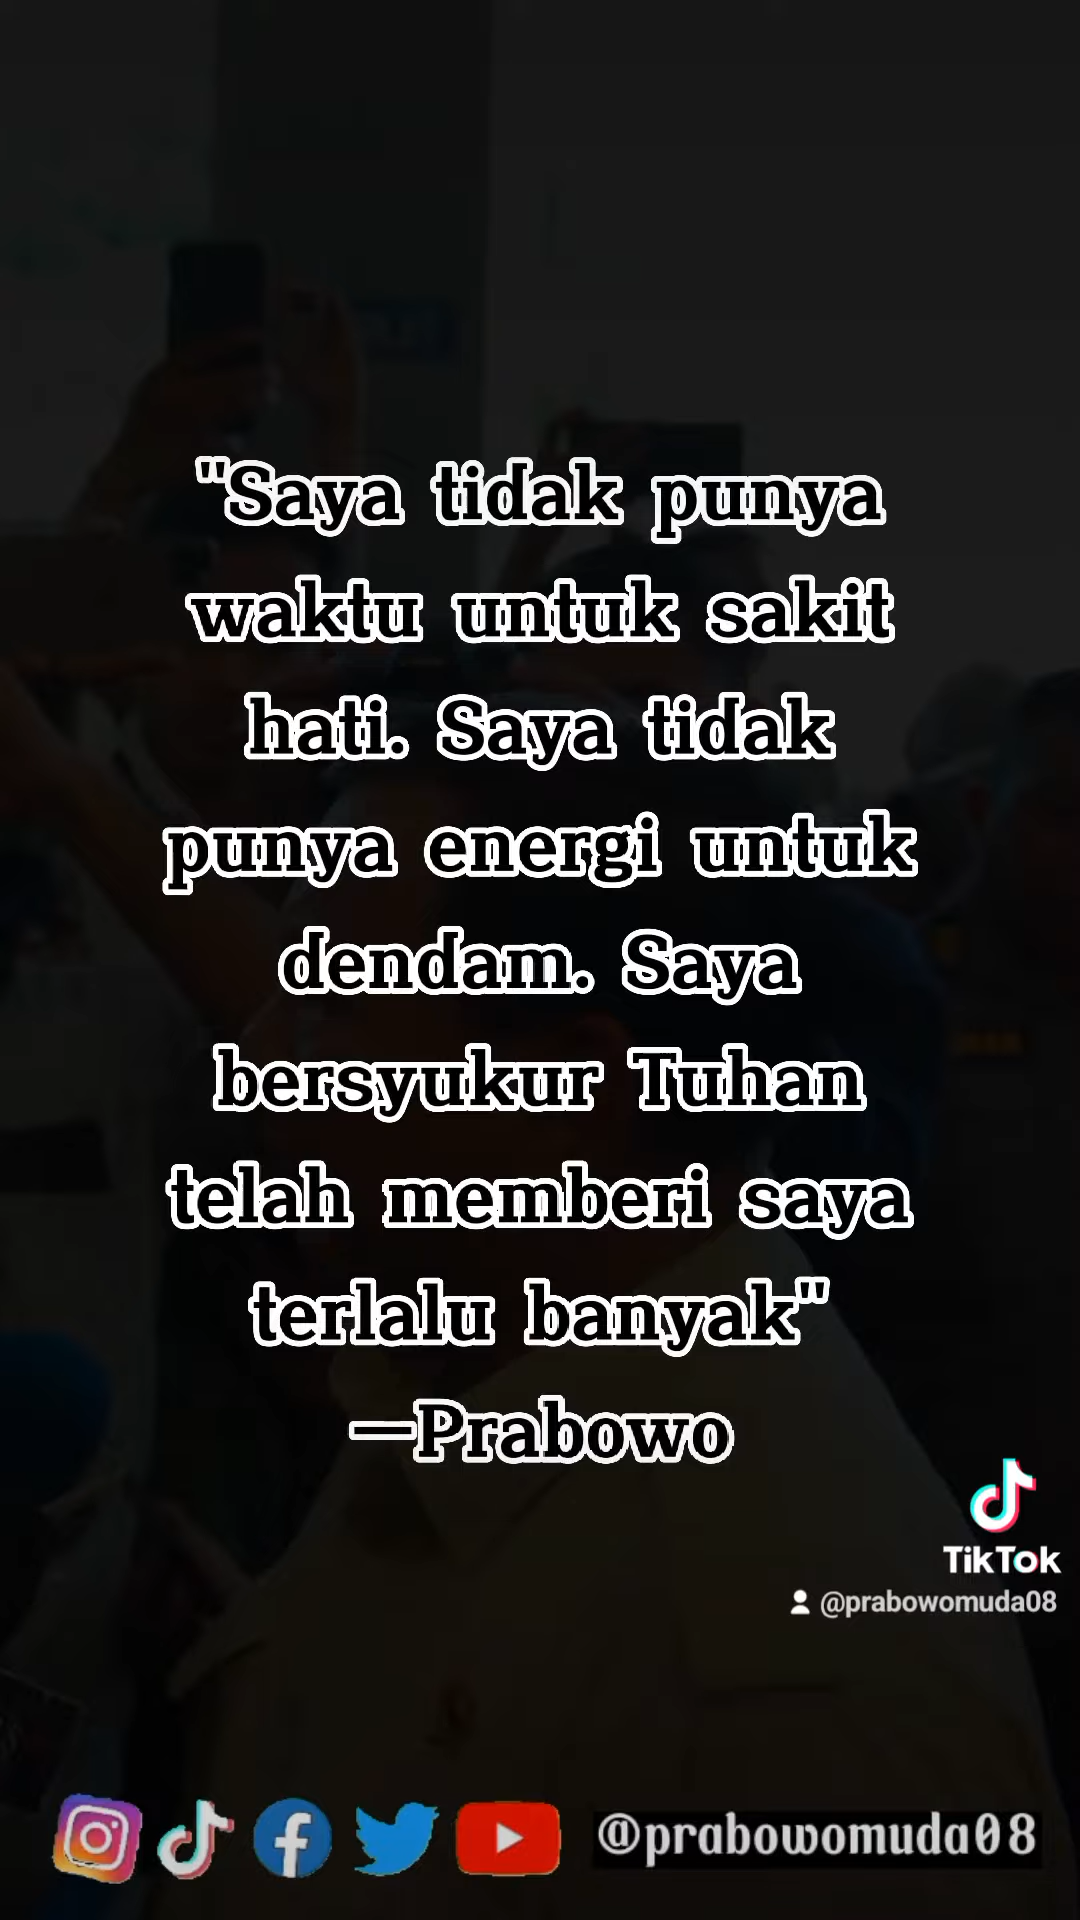 "Saya tidak punya
waktu untuk sakit
hati. Saya tidak
punya energi untuk
dendam. Saya
bersyukur Tuhan
telah memberi saya
terlalu banyak"
—Prabowo
TikTok
@prabowomuda08
@prabowomuda08